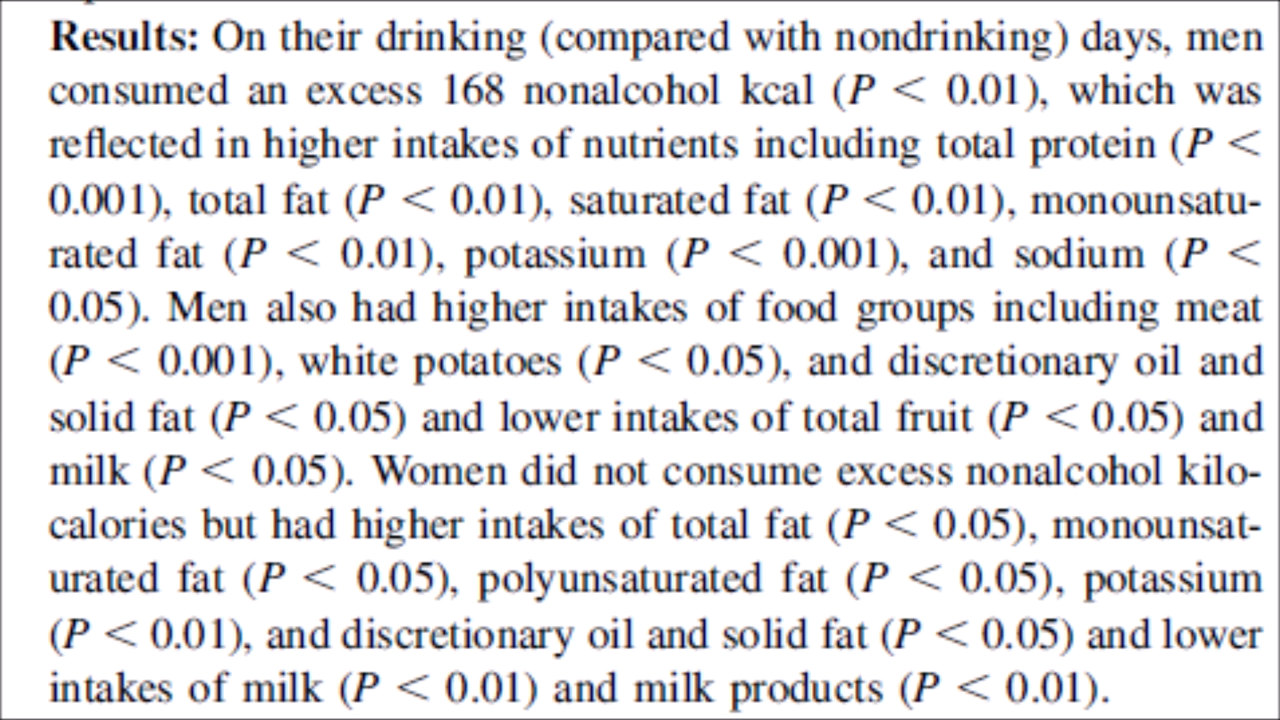 Results: On their drinking (compared with nondrinking) days, men
consumed an excess 168 nonalcohol kcal (P < 0.01), which was
reflected in higher intakes of nutrients including total protein (P <
0.001), total fat (P < 0.01), saturated fat (P < 0.01), monounsatu-
rated fat (P < 0.01), potassium (P < 0.001), and sodium (P <
0.05). Men also had higher intakes of food groups including meat
(P < 0.001), white potatoes (P < 0.05), and discretionary oil and
solid fat (P < 0.05) and lower intakes of total fruit (P < 0.05) and
milk (P < 0.05). Women did not consume excess nonalcohol kilo-
calories but had higher intakes of total fat (P < 0.05), monounsat-
urated fat (P < 0.05), polyunsaturated fat (P < 0.05), potassium
(P < 0.01), and discretionary oil and solid fat (P < 0.05) and lower
intakes of milk (P < 0.01) and milk products (P < 0.01).